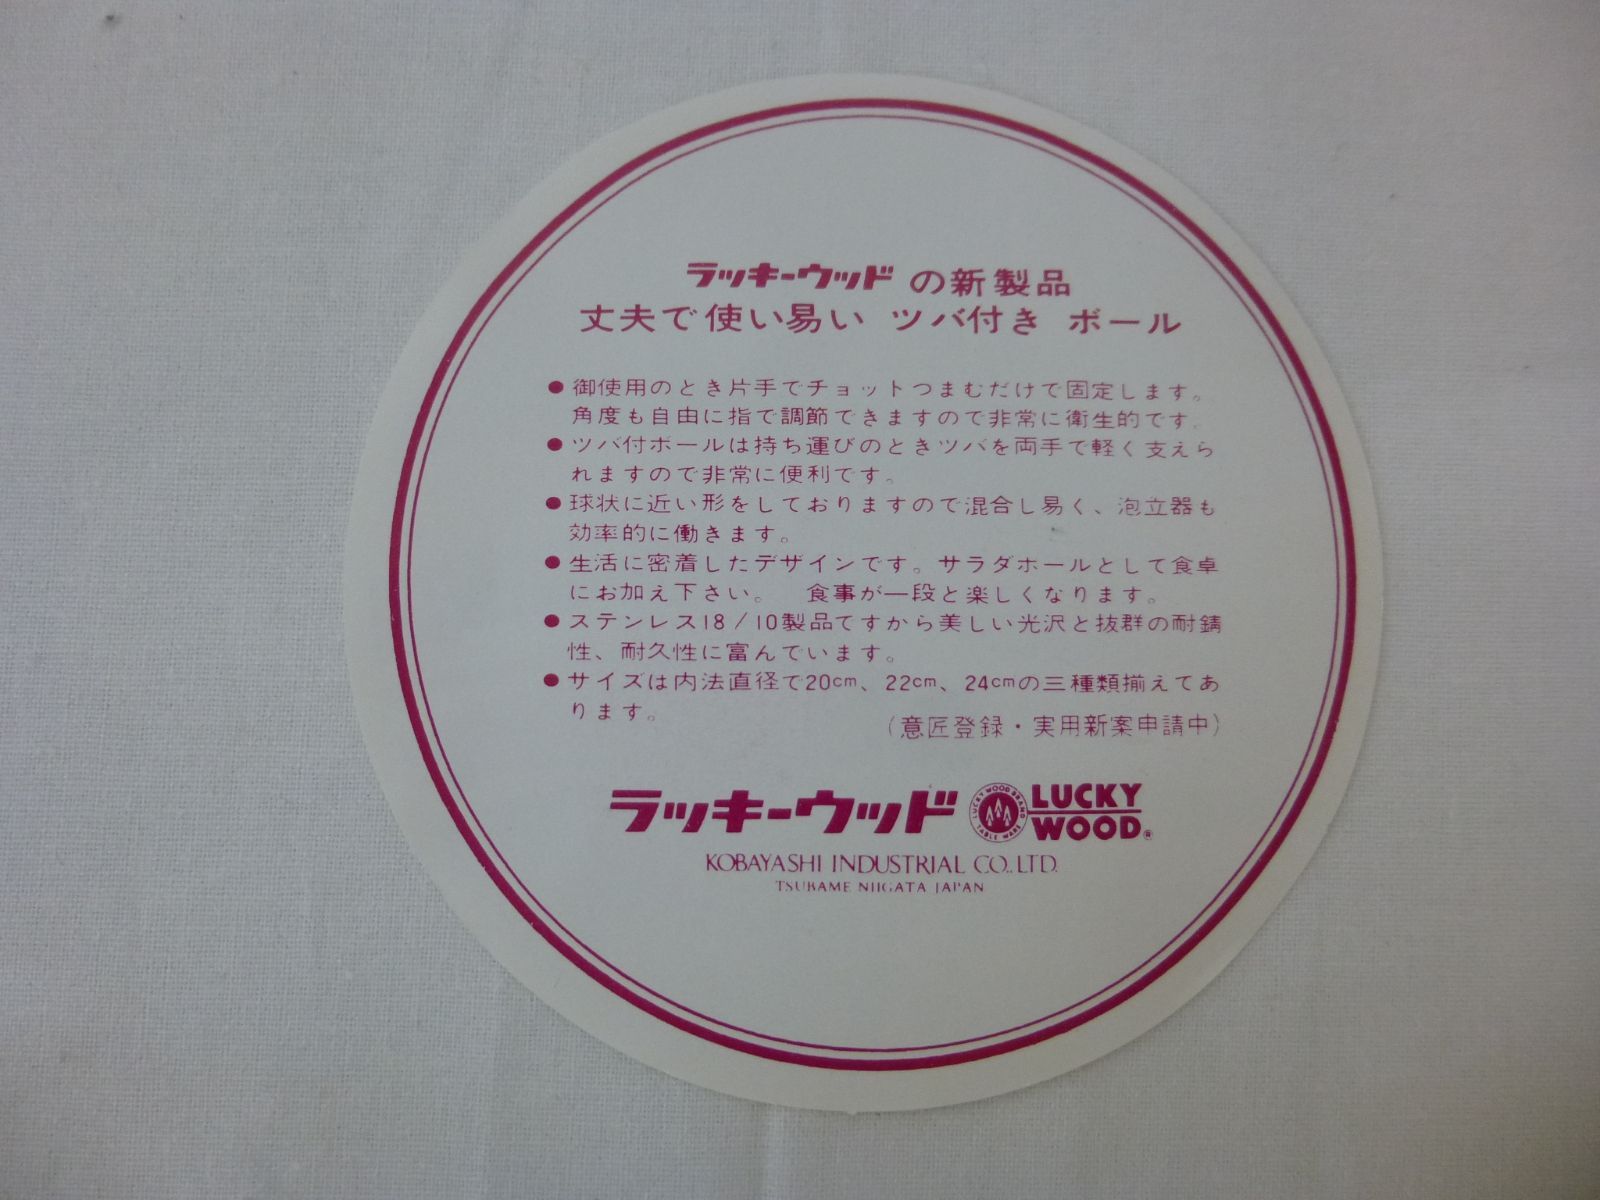 ラッキーウッド の新製品
丈夫で使い易い ツバ付き ボール
●御使用のとき片手でチョットつまむだけで固定します。
角度も自由に指で調節できますので非常に衛生的です。
●ツバ付ボールは持ち運びのときツバを両手で軽く支えら
れますので非常に便利です。
●球状に近い形をしておりますので混合し易く、泡立器も
効率的に働きます。
●生活に密着したデザインです。サラダボールとして食卓
にお加え下さい。 食事が一段と楽しくなります。
●ステンレス18/10製品ですから美しい光沢と抜群の耐錆
性、耐久性に富んでいます。
●サイズは内法直径で20cm、22cm、24cmの三種類揃えてあ
ります。
(意匠登録・実用新案申請中)
ラッキーウッド
LUCKY WOOD BRAND
TABLE WARE
LUCKY
WOOD®
KOBAYASHI INDUSTRIAL CO., LTD.
TSUBAME NIIGATA JAPAN